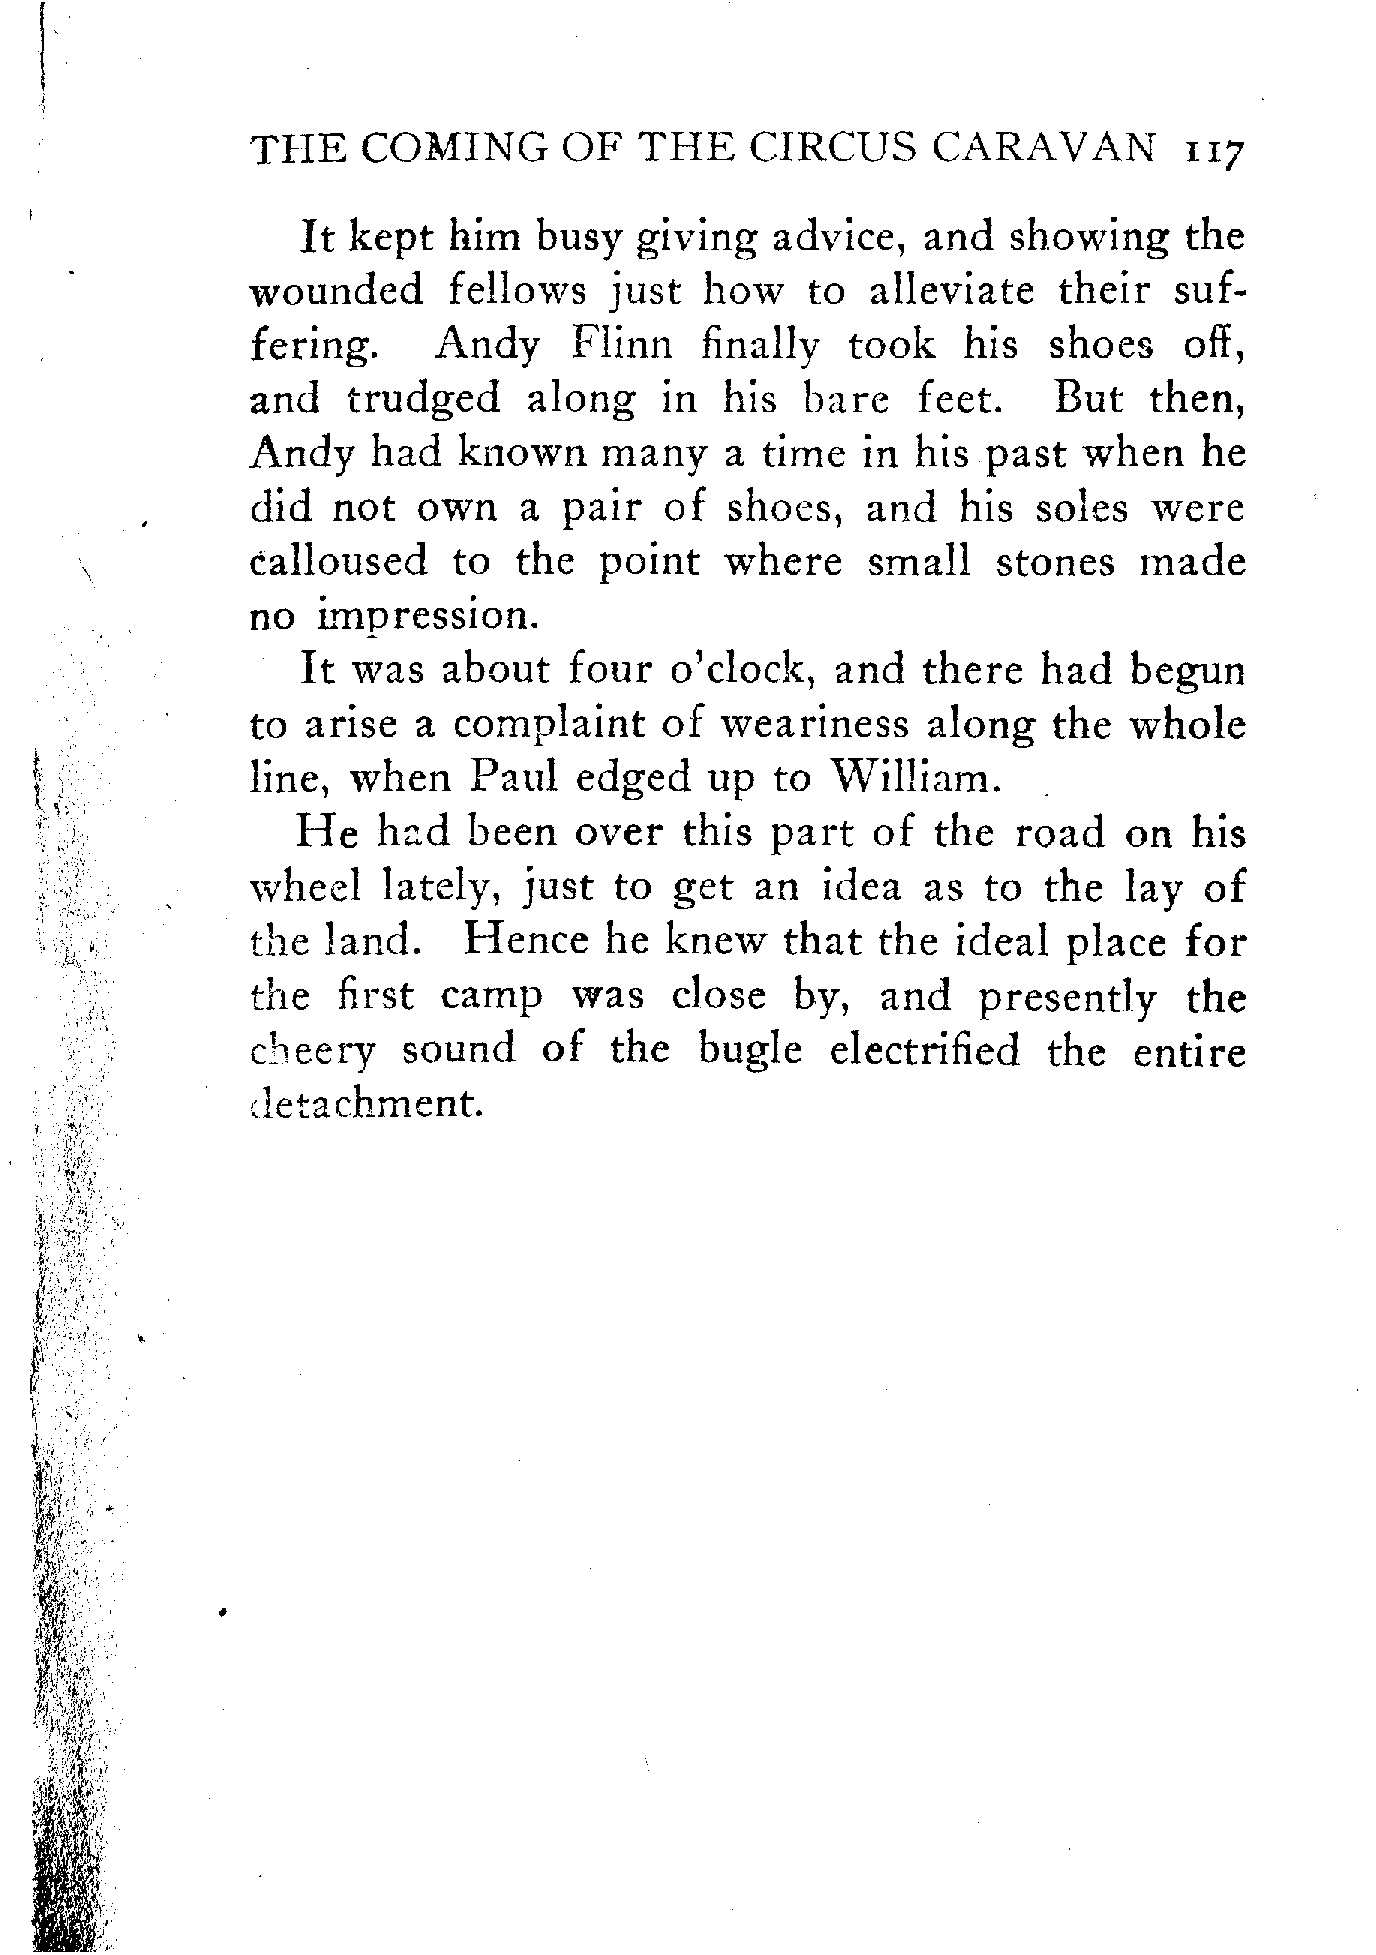 THE COMING OF THE CIRCUS CARAVAN 117
It kept him busy giving advice, and showing the
wounded fellows just how to alleviate their suf-
fering. Andy Flinn finally took his shoes off,
and trudged along in his bare feet. But then,
Andy had known many a time in his past when he
did not own a pair of shoes, and his soles were
calloused to the point where small stones made
no impression.
It was about four o'clock, and there had begun
to arise a complaint of weariness along the whole
line, when Paul edged up to William.
He had been over this part of the road on his
wheel lately, just to get an idea as to the lay of
the land. Hence he knew that the ideal place for
the first camp was close by, and presently the
cheery sound of the bugle electrified the entire
detachment.